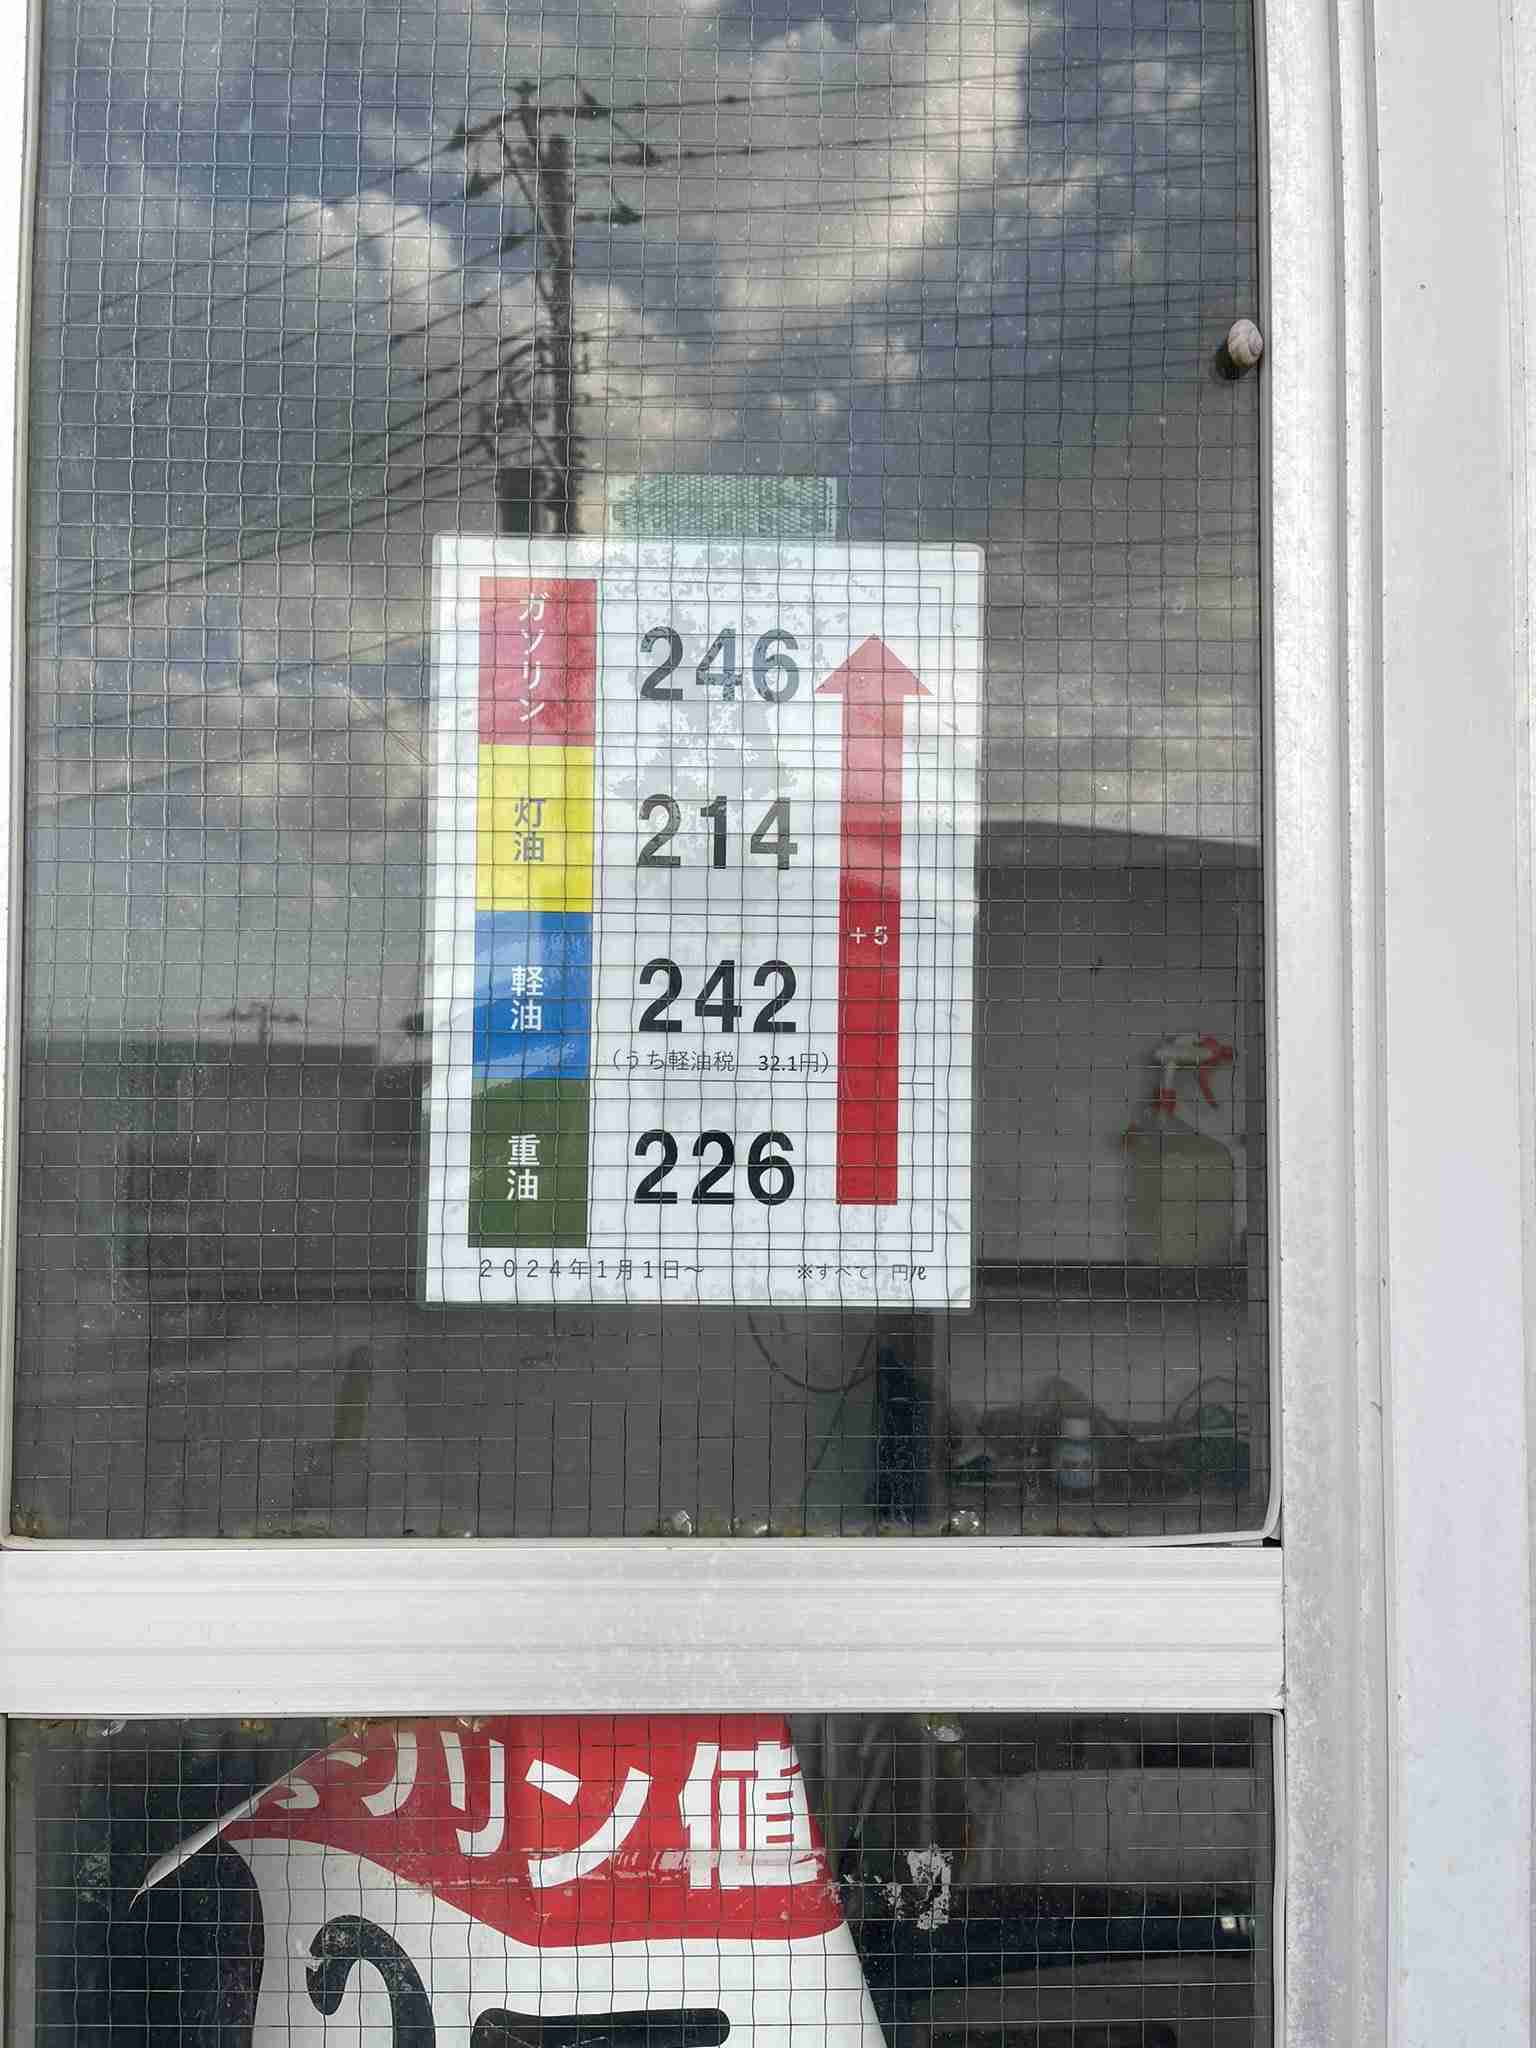 ガソリン 246
灯油 214
+5
軽油 242
(うち軽油税 32.1円)
重油 226
2024年1月1日〜 ※すべて 円/ℓ
ガソリン値